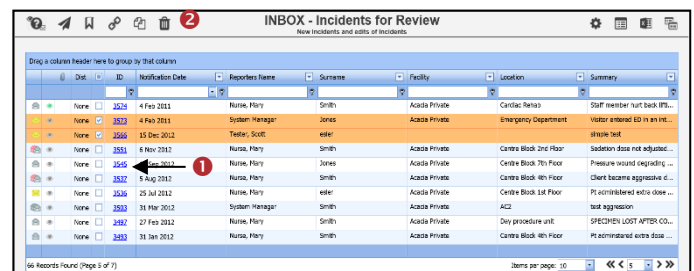 2
INBOX - Incidents for Review
New Incidents and edits of Incidents
Drag a column header here to group by that column
Dist ID Notification Date Reporters Name Surname Facility Location Summary
None 3574 4 Feb 2011 Nurse, Mary Smith Acacia Private Cardiac Rehab Staff member hurt back lifti...
None 3573 4 Feb 2011 System Manager Jones Acacia Private Emergency Department Visitor entered ED in an int...
None 3566 15 Dec 2012 Tester, Scott esler simple test
None 3551 6 Nov 2012 Nurse, Mary Smith Acacia Private Centre Block 2nd Floor Sedation dose not adjusted...
None 3545 Sep 2012 Nurse, Mary Jones Acacia Private Centre Block 7th Floor Pressure wound degrading ...
1
None 3537 5 Aug 2012 Nurse, Mary Smith Acacia Private Centre Block 4th Floor Client became aggressive d...
None 3536 25 Jul 2012 Nurse, Mary esler Acacia Private Centre Block 1st Floor Pt administered extra dose ...
None 3503 31 Mar 2012 System Manager Smith Acacia Private AC2 test aggression
None 3497 27 Feb 2012 Nurse, Mary Smith Acacia Private Day procedure unit SPECIMEN LOST AFTER CO...
None 3493 31 Jan 2012 Nurse, Mary Smith Acacia Private Centre Block 4th Floor Pt adminstered extra dose ...
66 Records Found (Page 5 of 7) Items per page: 10 5